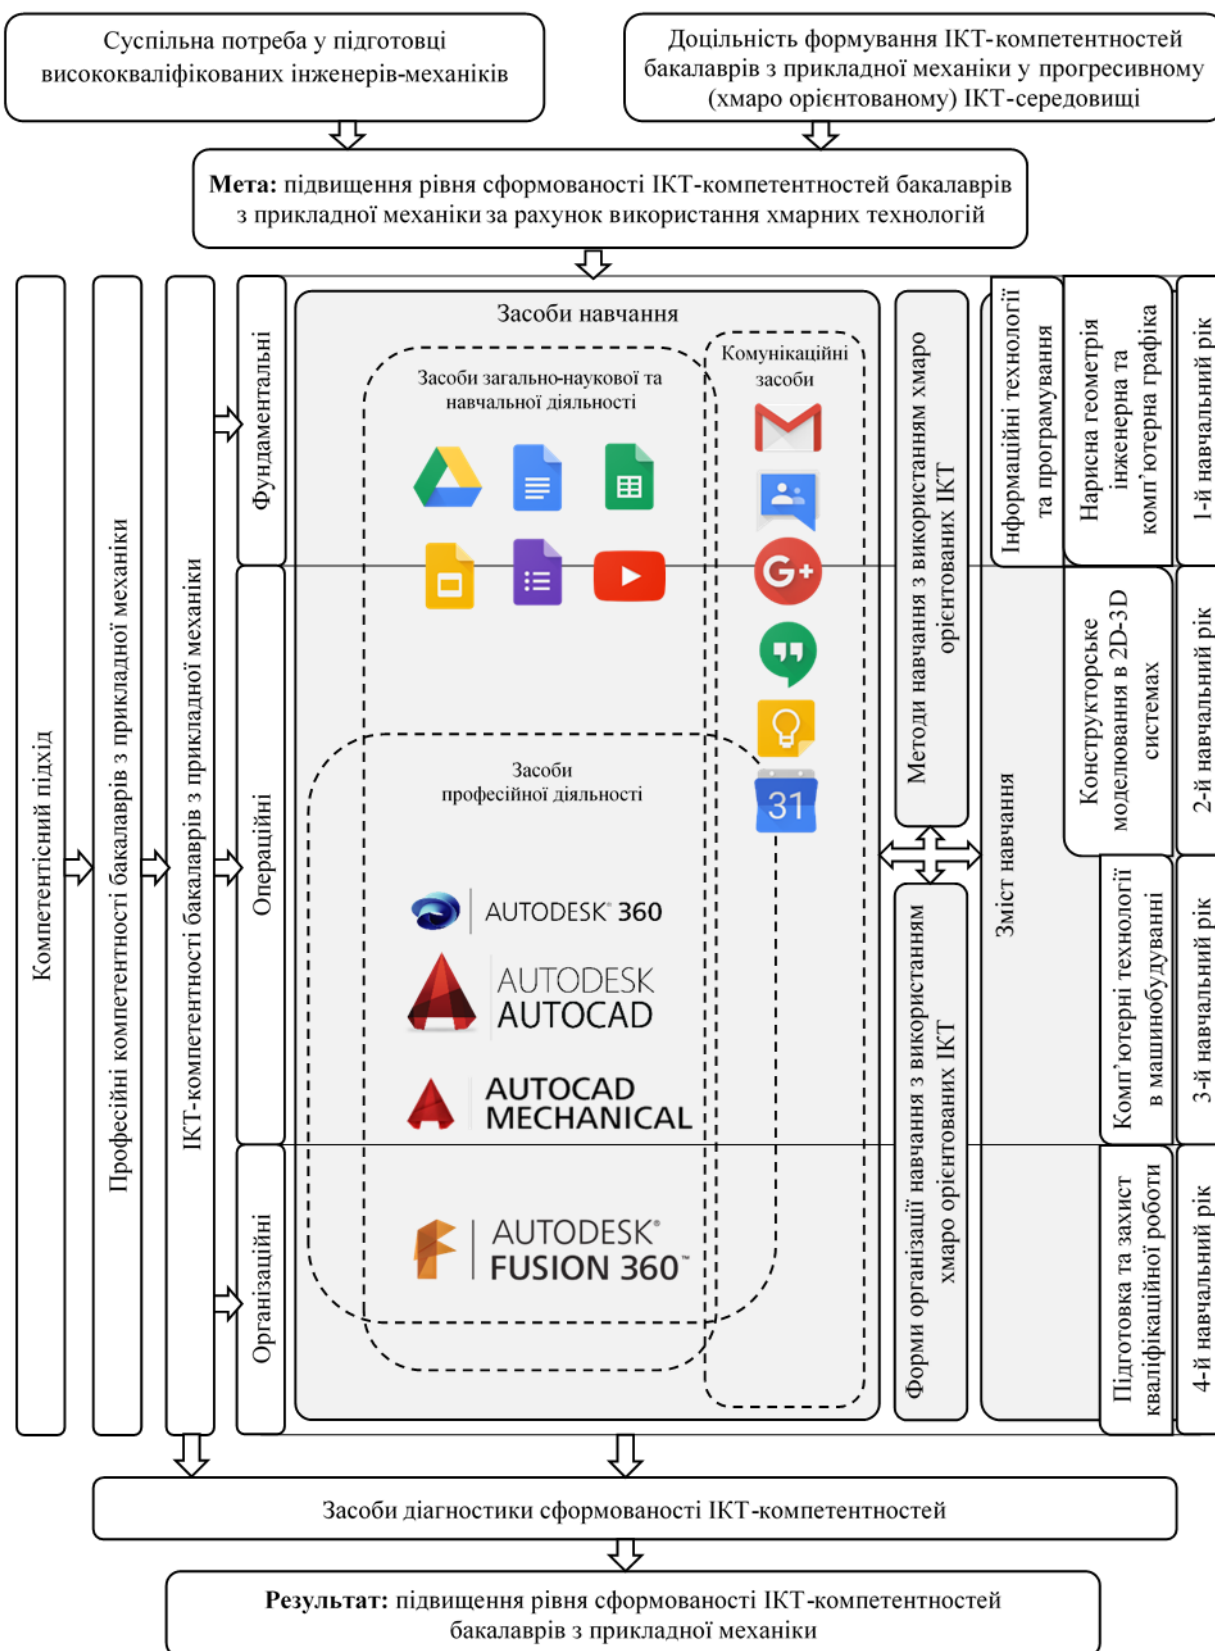 Суспільна потреба у підготовці
висококваліфікованих інженерів-механіків
Доцільність формування ІКТ-компетентностей
бакалаврів з прикладної механіки у прогресивному
(хмаро орієнтованому) ІКТ-середовищі
Мета: підвищення рівня сформованості ІКТ-компетентностей бакалаврів
з прикладної механіки за рахунок використання хмарних технологій
Компетентісний підхід
Професійні компетентності бакалаврів з прикладної механіки
ІКТ-компетентності бакалаврів з прикладної механіки
Фундаментальні
Операційні
Організаційні
Засоби навчання
Засоби загально-наукової та
навчальної діяльності
Комунікаційні
засоби
G+
31
Засоби
професійної діяльності
AUTODESK® 360
AUTODESK
AUTOCAD
AUTOCAD
MECHANICAL
AUTODESK®
FUSION 360™
Методи навчання з використанням хмаро
орієнтованих ІКТ
Форми організації навчання з використанням
хмаро орієнтованих ІКТ
Зміст навчання
Інформаційні технології
та програмування
Нарисна геометрія
інженерна та
комп’ютерна графіка
1-й навчальний рік
Конструкторське
моделювання в 2D-3D
системах
2-й навчальний рік
Комп’ютерні технології
в машинобудуванні
3-й навчальний рік
Підготовка та захист
кваліфікаційної роботи
4-й навчальний рік
Засоби діагностики сформованості ІКТ-компетентностей
Результат: підвищення рівня сформованості ІКТ-компетентностей
бакалаврів з прикладної механіки